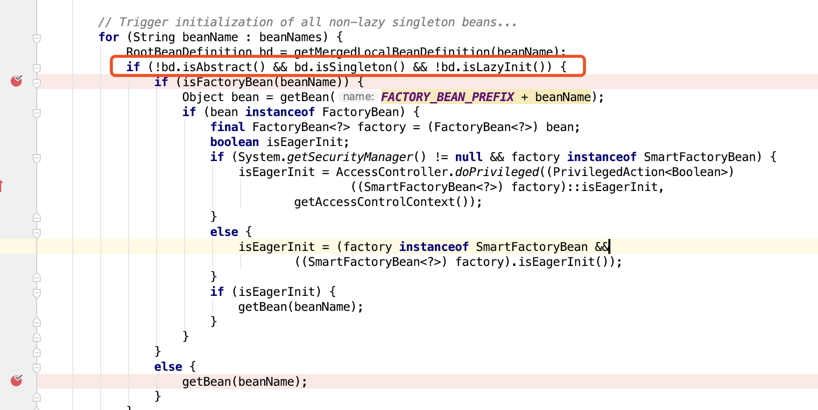 // Trigger initialization of all non-lazy singleton beans...
for (String beanName : beanNames) {
RootBeanDefinition bd = getMergedLocalBeanDefinition(beanName);
if (!bd.isAbstract() && bd.isSingleton() && !bd.isLazyInit()) {
if (isFactoryBean(beanName)) {
Object bean = getBean( name: FACTORY_BEAN_PREFIX + beanName);
if (bean instanceof FactoryBean) {
final FactoryBean<?> factory = (FactoryBean<?>) bean;
boolean isEagerInit;
if (System.getSecurityManager() != null && factory instanceof SmartFactoryBean) {
isEagerInit = AccessController.doPrivileged((PrivilegedAction<Boolean>)
((SmartFactoryBean<?>) factory)::isEagerInit,
getAccessControlContext());
}
else {
isEagerInit = (factory instanceof SmartFactoryBean &&
((SmartFactoryBean<?>) factory).isEagerInit());
}
if (isEagerInit) {
getBean(beanName);
}
}
}
else {
getBean(beanName);
}
}